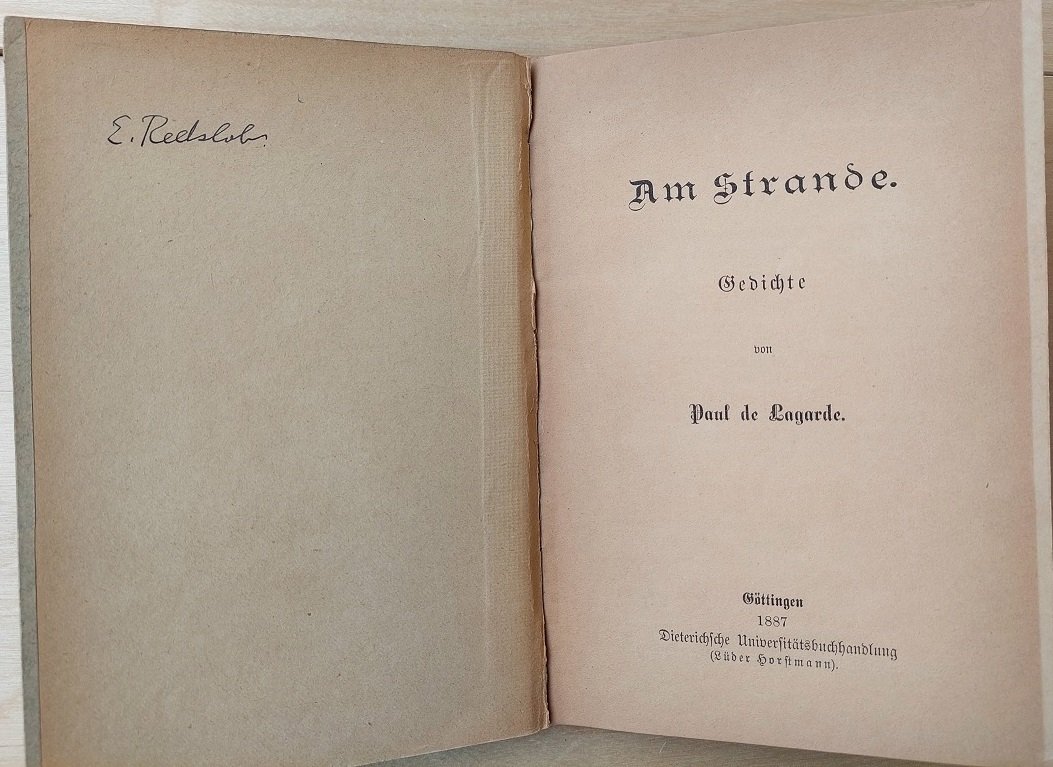 E. Redslob.
Am Strande.
Gedichte
von
Paul de Lagarde.
Göttingen
1887
Dieterichsche Universitätsbuchhandlung
(Lüder Horstmann).